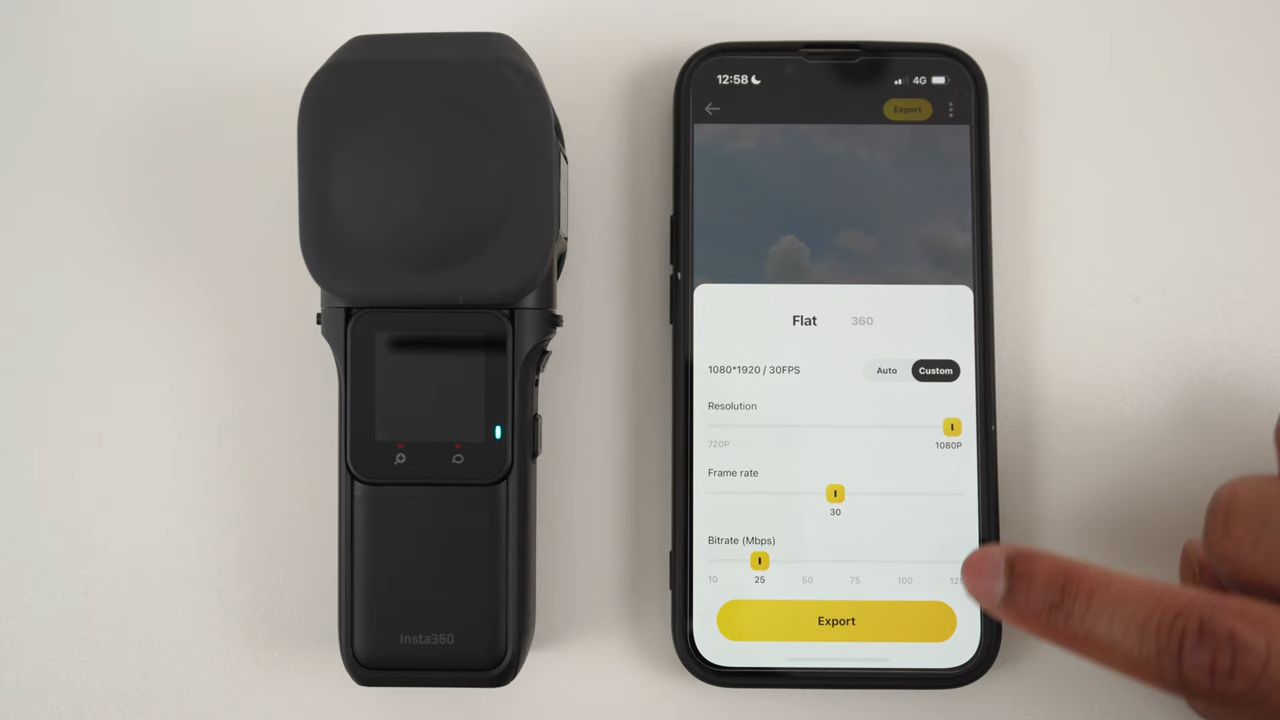 12:58
4G
Export
Flat 360
1080*1920 / 30FPS
Auto Custom
Resolution
720P 1080P
Frame rate
30
Bitrate (Mbps)
10 25 50 75 100
Export
Insta360